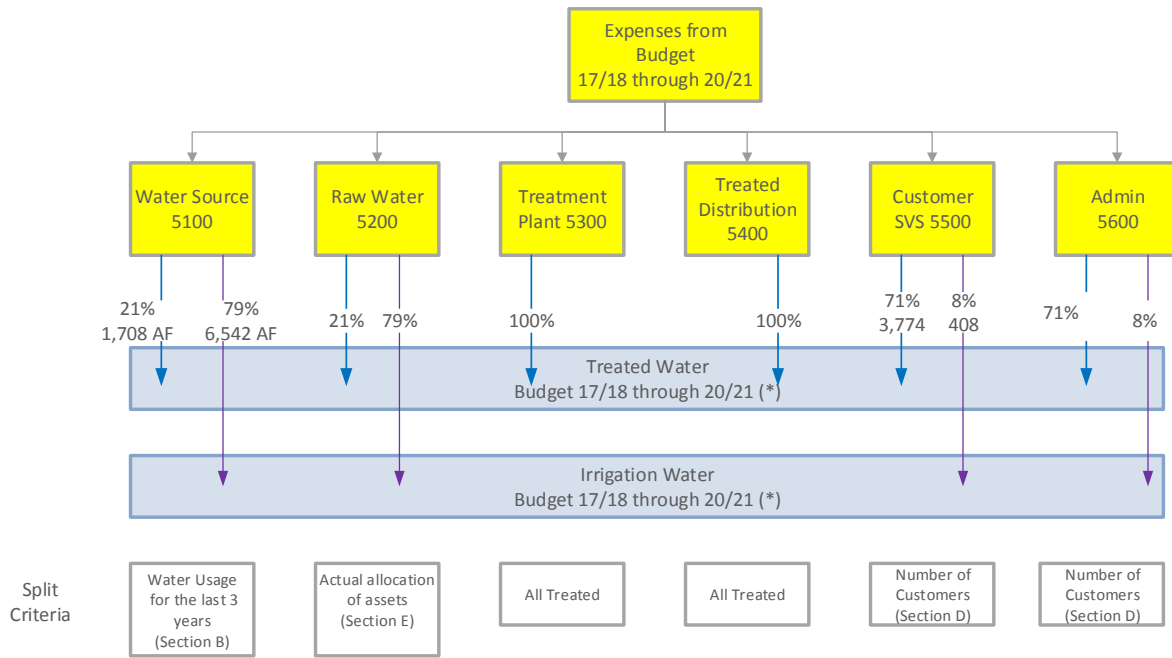 Expenses from
Budget
17/18 through 20/21
Water Source
5100
Raw Water
5200
Treatment
Plant 5300
Treated
Distribution
5400
Customer
SVS 5500
Admin
5600
21%
1,708 AF
79%
6,542 AF
21%
79%
100%
100%
71%
3,774
8%
408
71%
8%
Treated Water
Budget 17/18 through 20/21 (*)
Irrigation Water
Budget 17/18 through 20/21 (*)
Split
Criteria
Water Usage
for the last 3
years
(Section B)
Actual allocation
of assets
(Section E)
All Treated
All Treated
Number of
Customers
(Section D)
Number of
Customers
(Section D)